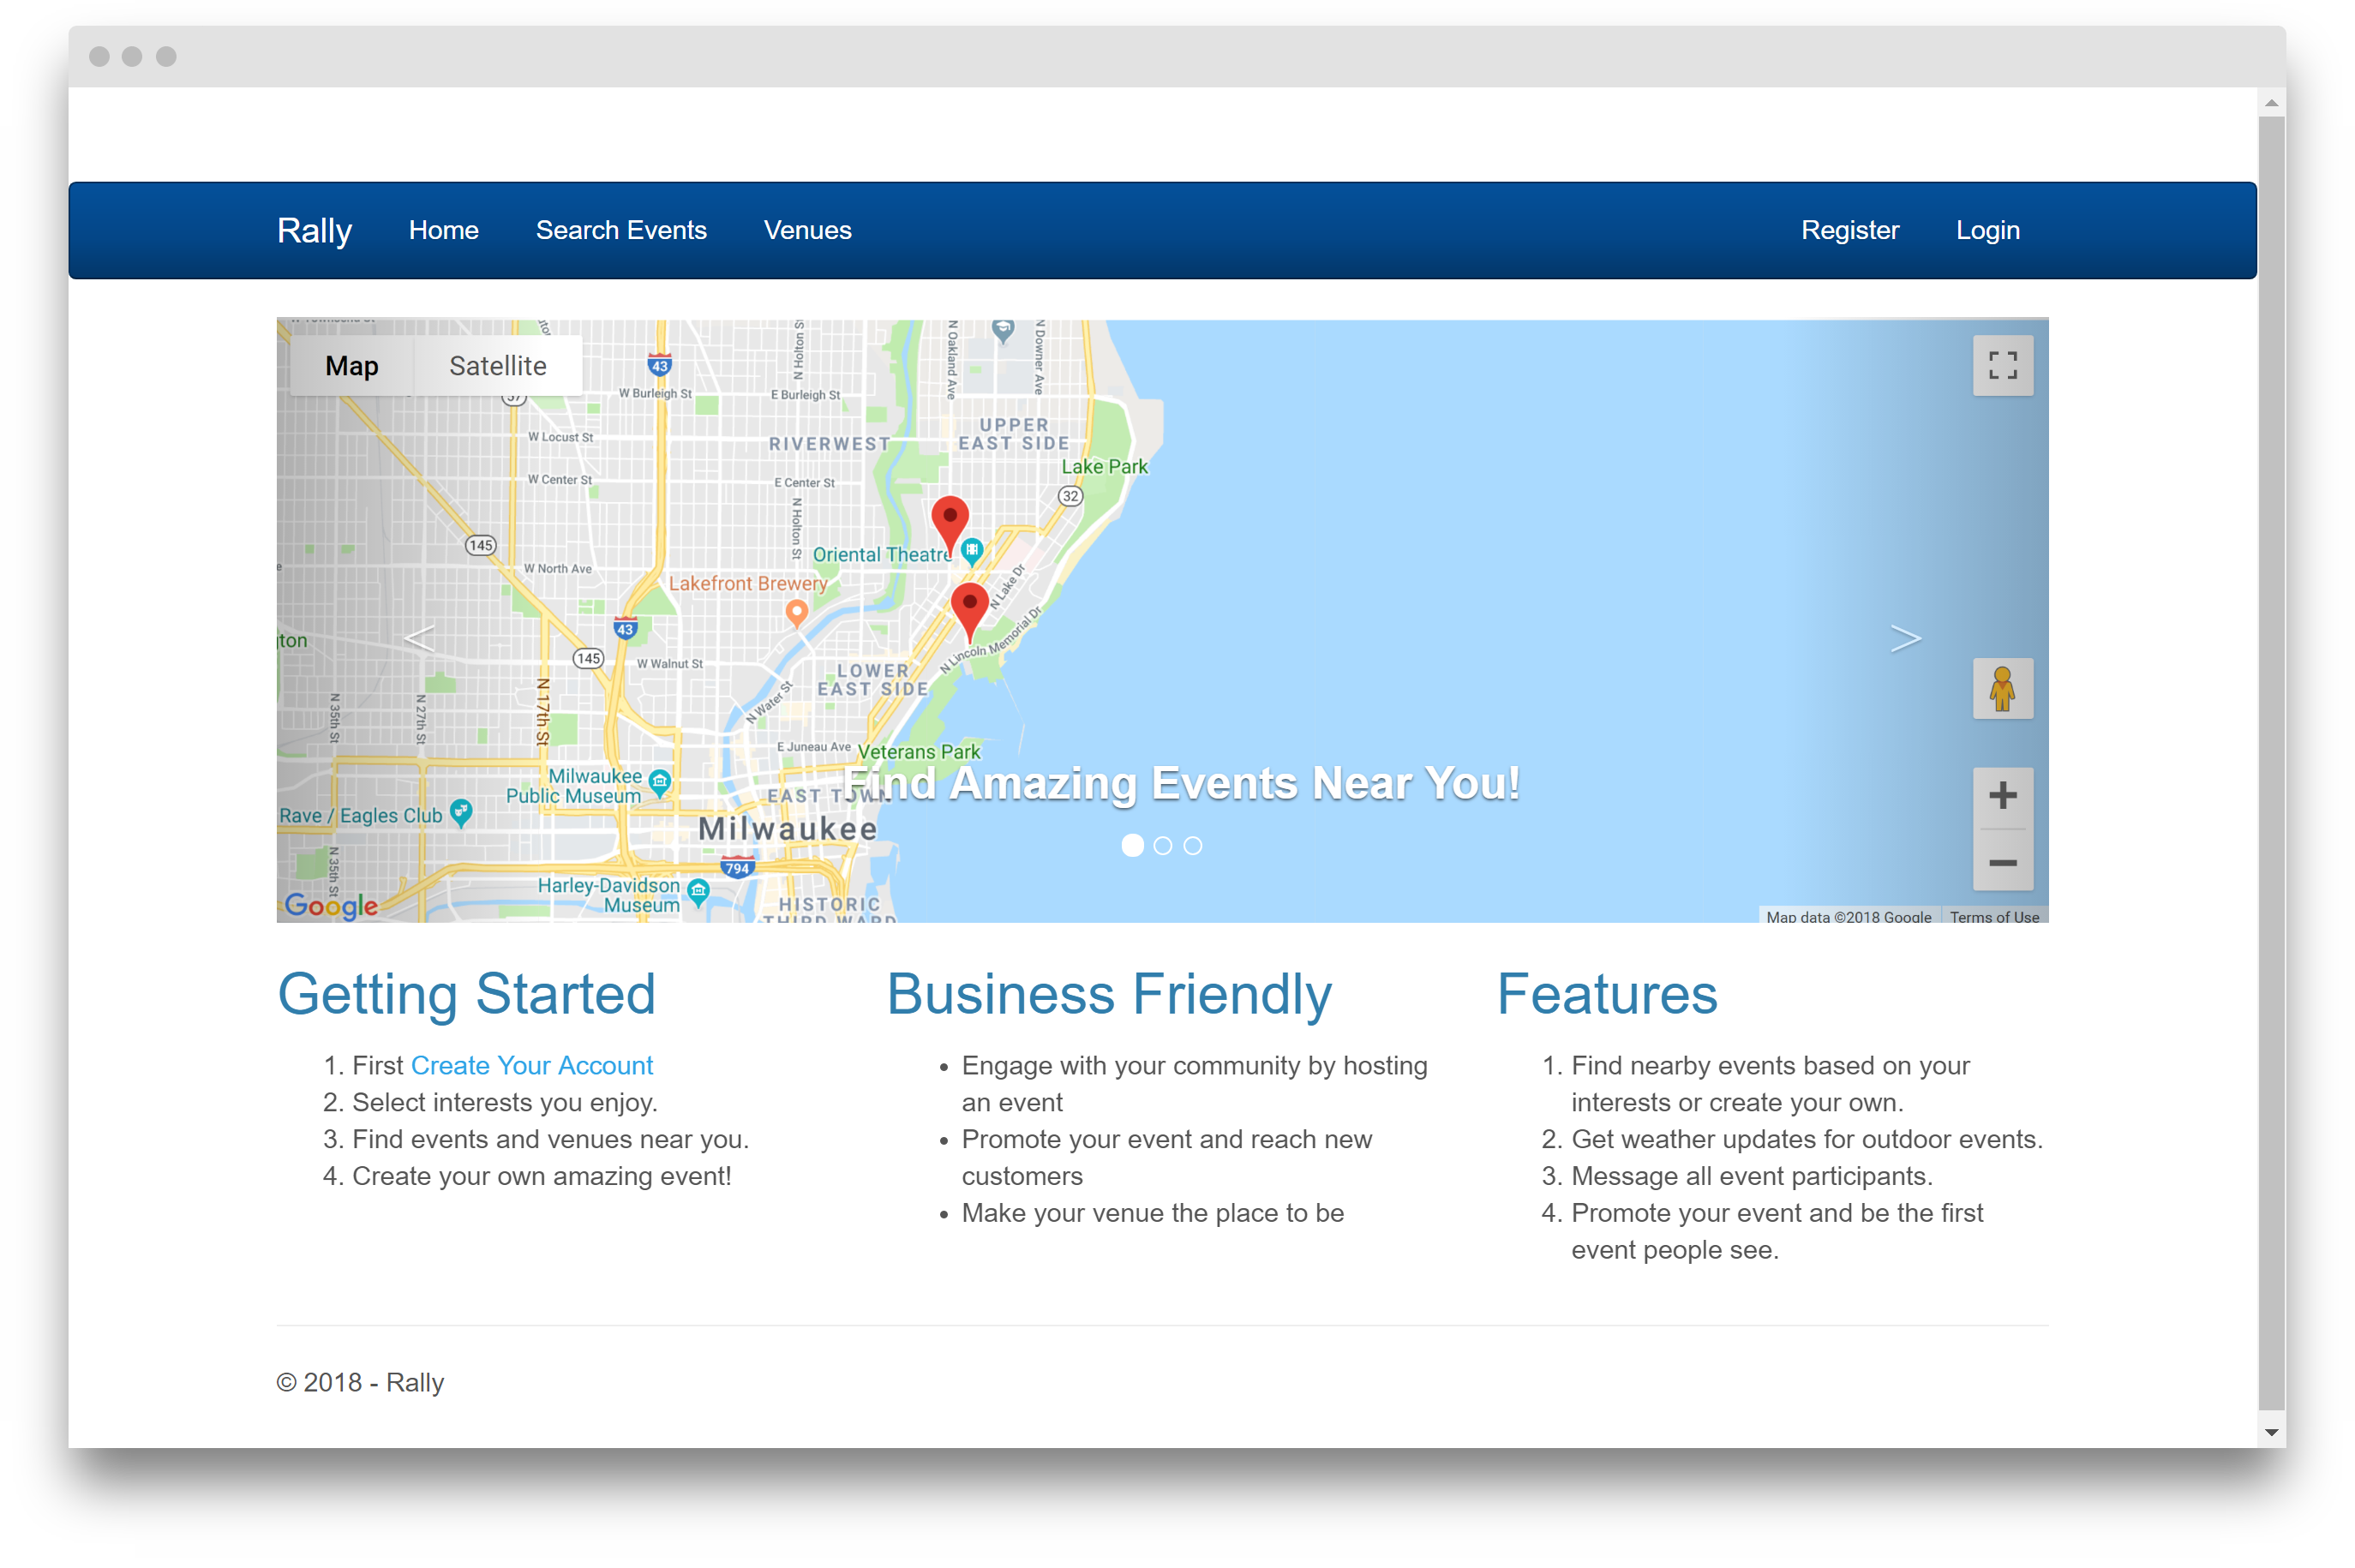 Rally Home Search Events Venues Register Login
Map Satellite
43
W Burleigh St
E Burleigh St
N Holton St
N Oakland Ave
N Downer Ave
57
W Locust St
RIVERWEST
UPPER
EAST SIDE
Lake Park
W Center St
E Center St
32
N Holton St
145
Oriental Theatre
W North Ave
Lakefront Brewery
N Lake Dr
43
N Lincoln Memorial Dr
ton
< >
145
W Walnut St
LOWER
EAST SIDE
N 35th St
N 27th St
N 17th St
N Water St
E Juneau Ave
Veterans Park
Find Amazing Events Near You!
Milwaukee
Public Museum
EAST TOWN
Rave / Eagles Club
Milwaukee
N 35th St
794
Harley-Davidson
Museum
HISTORIC
THIRD WARD
Google
Map data ©2018 Google Terms of Use
Getting Started
1. First Create Your Account
2. Select interests you enjoy.
3. Find events and venues near you.
4. Create your own amazing event!
Business Friendly
• Engage with your community by hosting
an event
• Promote your event and reach new
customers
• Make your venue the place to be
Features
1. Find nearby events based on your
interests or create your own.
2. Get weather updates for outdoor events.
3. Message all event participants.
4. Promote your event and be the first
event people see.
© 2018 - Rally